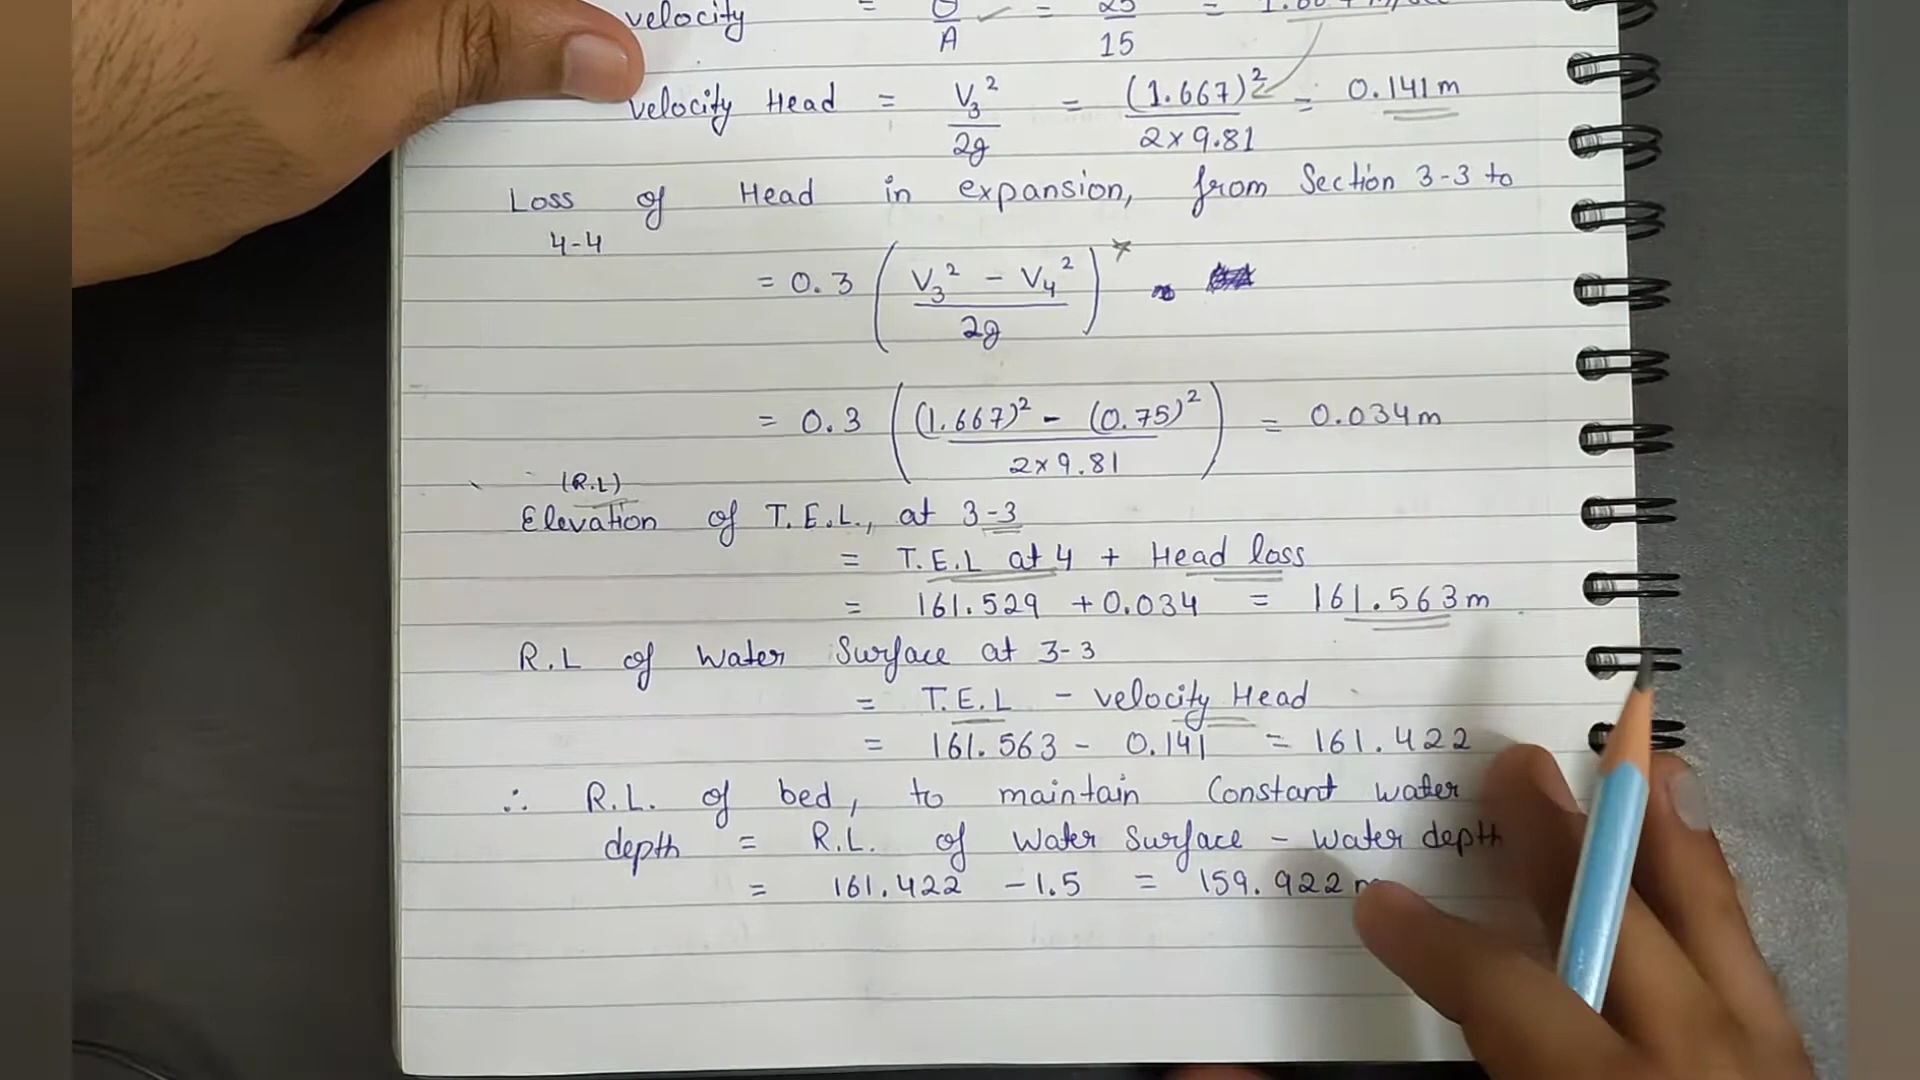 velocity = Q/A = 25/15 =
velocity Head = V₃²/2g = (1.667)²/2×9.81 = 0.141m
Loss of Head in expansion, from Section 3-3 to
4-4
= 0.3 (V₃² - V₄²/2g)*
= 0.3 ((1.667)² - (0.75)²/2×9.81) = 0.034m
(R.L)
Elevation of T.E.L., at 3-3
= T.E.L at 4 + Head loss
= 161.529 + 0.034 = 161.563m
R.L of Water Surface at 3-3
= T.E.L - velocity Head
= 161.563 - 0.141 = 161.422
∴ R.L. of bed, to maintain Constant water
depth = R.L. of Water Surface - Water depth
= 161.422 - 1.5 = 159.922 m